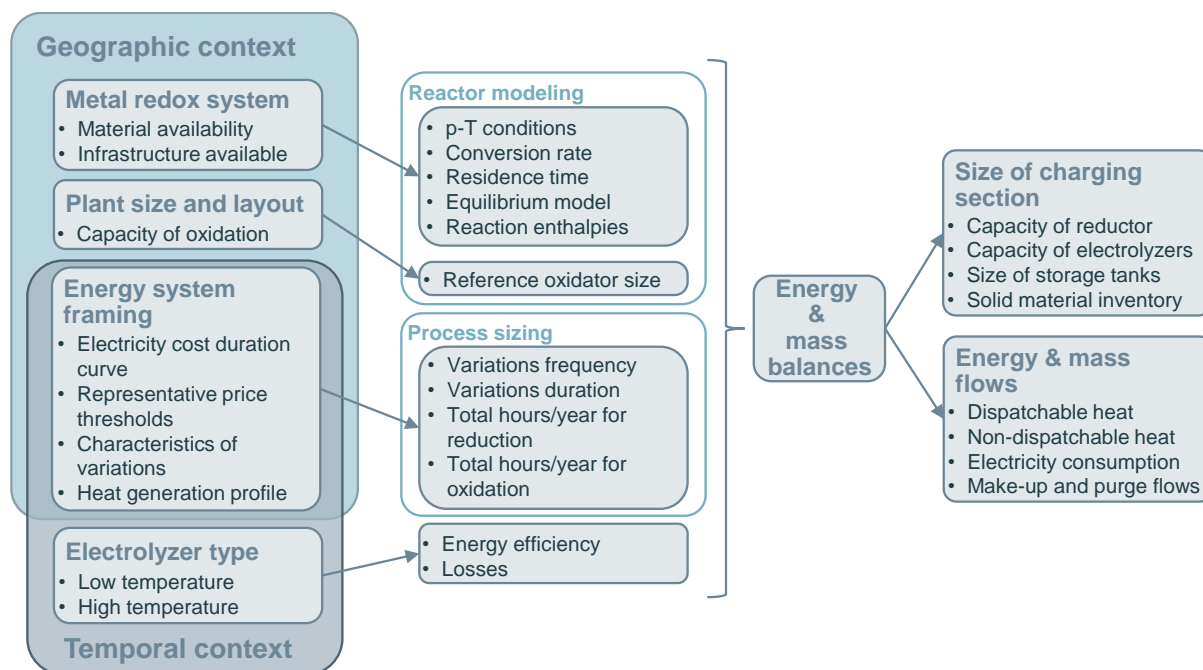 Geographic context
Metal redox system
• Material availability
• Infrastructure available
Plant size and layout
• Capacity of oxidation
Energy system
framing
• Electricity cost duration
curve
• Representative price
thresholds
• Characteristics of
variations
• Heat generation profile
Electrolyzer type
• Low temperature
• High temperature
Temporal context
Reactor modeling
• p-T conditions
• Conversion rate
• Residence time
• Equilibrium model
• Reaction enthalpies
• Reference oxidator size
Process sizing
• Variations frequency
• Variations duration
• Total hours/year for
reduction
• Total hours/year for
oxidation
• Energy efficiency
• Losses
Energy
&
mass
balances
Size of charging
section
• Capacity of reductor
• Capacity of electrolyzers
• Size of storage tanks
• Solid material inventory
Energy & mass
flows
• Dispatchable heat
• Non-dispatchable heat
• Electricity consumption
• Make-up and purge flows